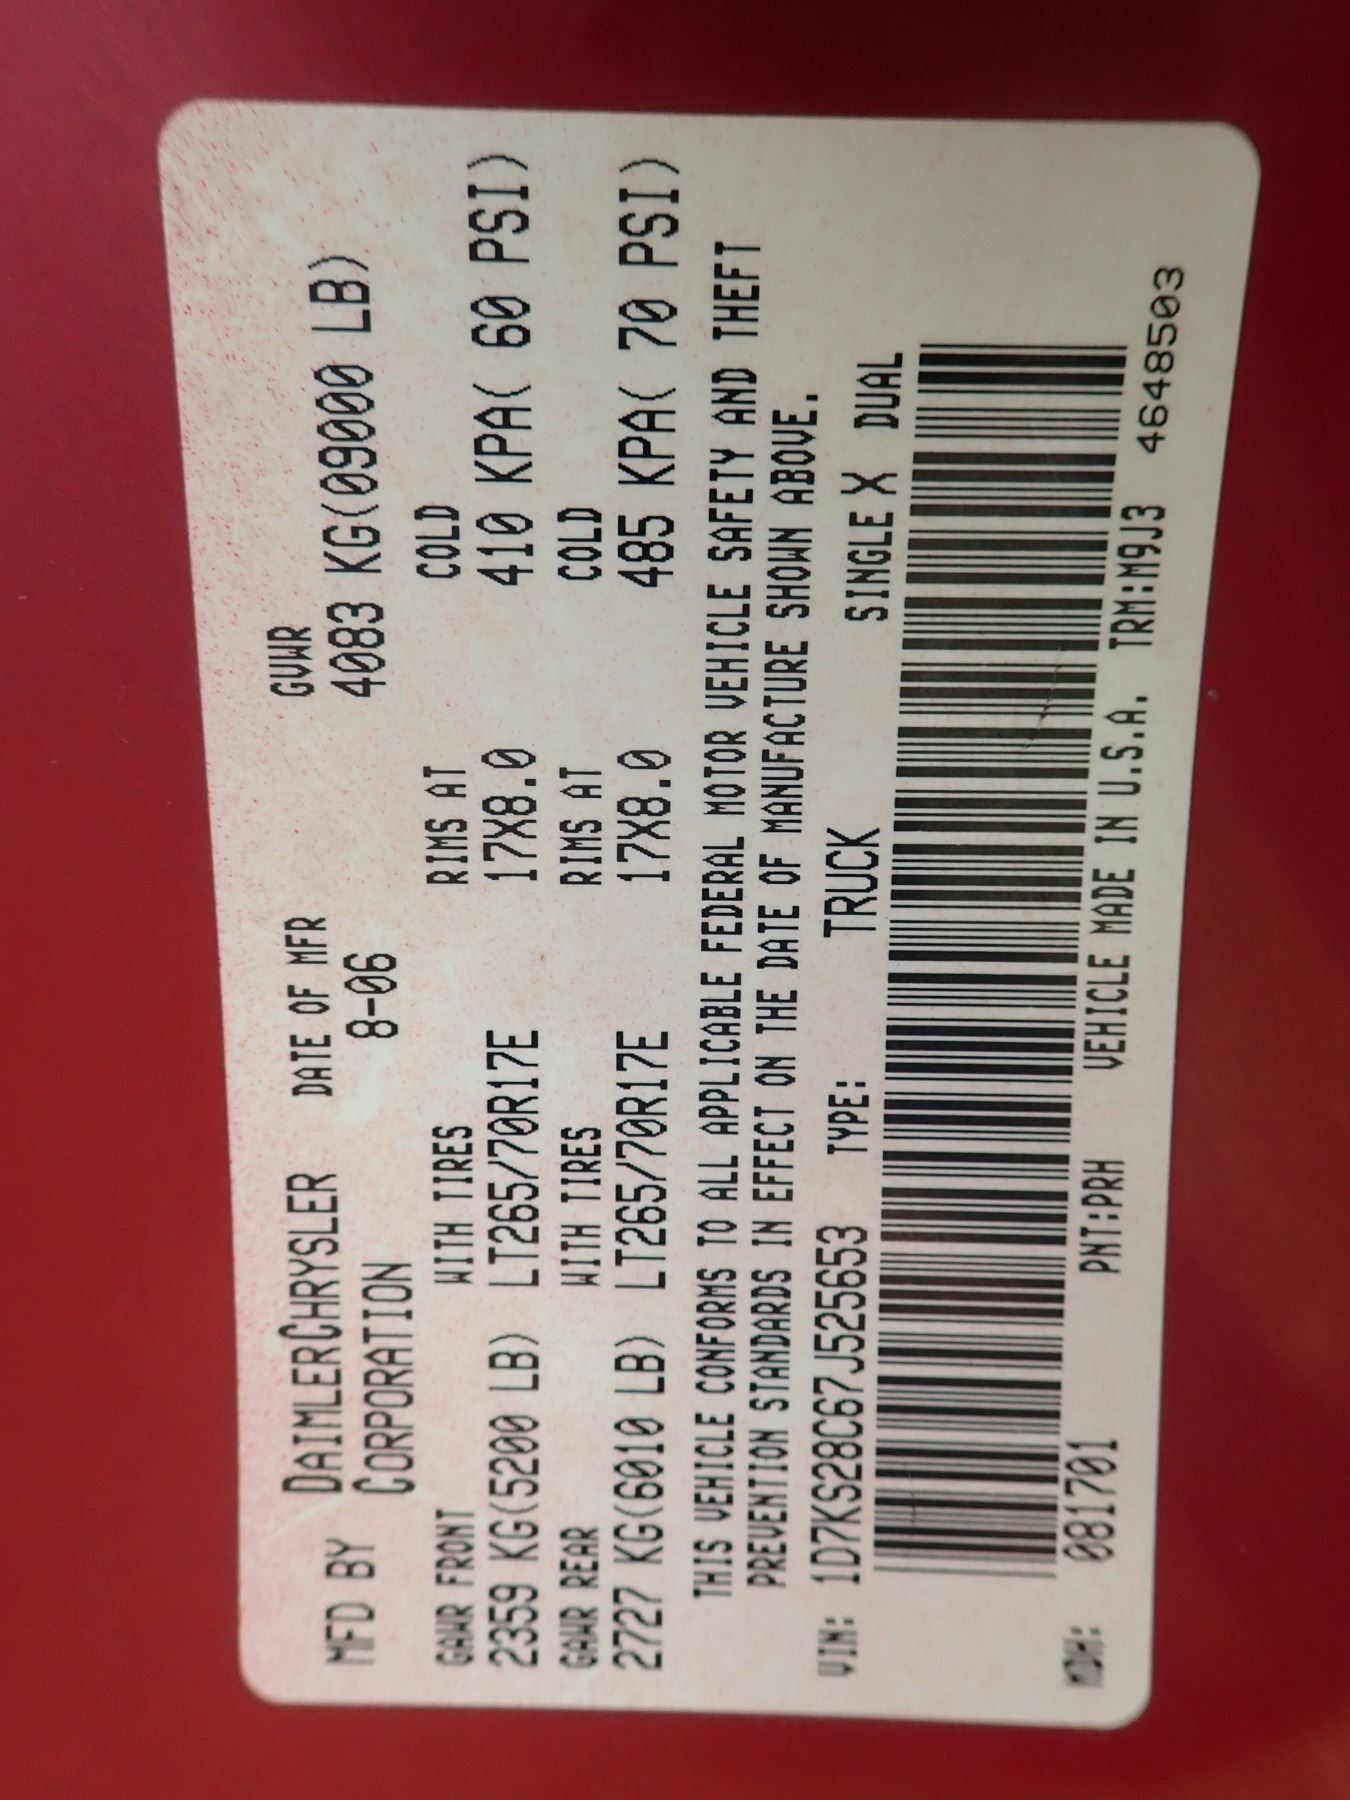 MFD BY DAIMLERCHRYSLER CORPORATION DATE OF MFR 8-06 GVWR 4083 KG(09000 LB)
GAWR FRONT WITH TIRES RIMS AT COLD
2359 KG(5200 LB) LT265/70R17E 17X8.0 410 KPA( 60 PSI)
GAWR REAR WITH TIRES RIMS AT COLD
2727 KG(6010 LB) LT265/70R17E 17X8.0 485 KPA( 70 PSI)
THIS VEHICLE CONFORMS TO ALL APPLICABLE FEDERAL MOTOR VEHICLE SAFETY AND THEFT
PREVENTION STANDARDS IN EFFECT ON THE DATE OF MANUFACTURE SHOWN ABOVE.
VIN: 1D7KS28C67J525653 TYPE: TRUCK SINGLE X DUAL
MDH: 081701 PNT:PRH VEHICLE MADE IN U.S.A. TRM:M9J3 4648503